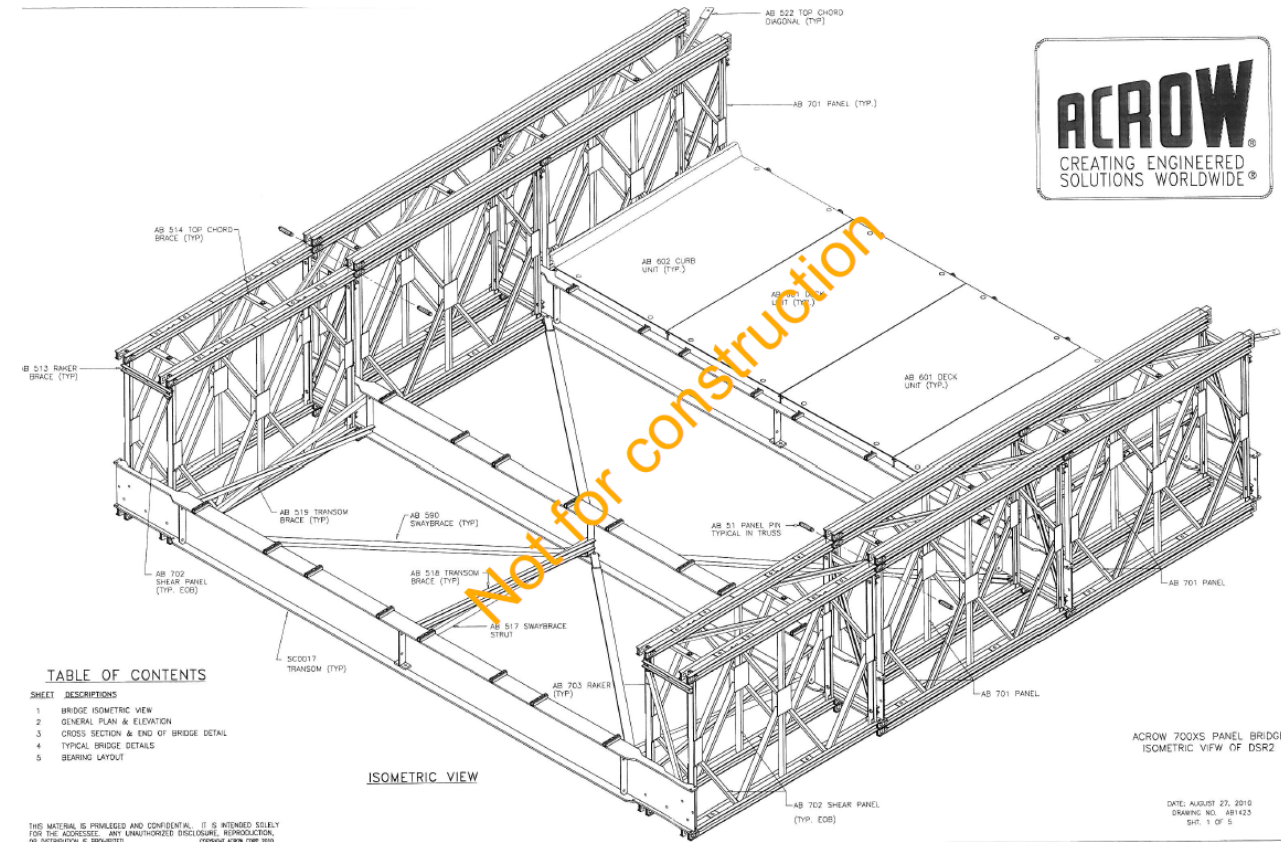 AB 522 TOP CHORD
DIAGONAL (TYP)
AB 701 PANEL (TYP.)
ACROW®
CREATING ENGINEERED
SOLUTIONS WORLDWIDE®
AB 514 TOP CHORD
BRACE (TYP)
AB 602 CURB
UNIT (TYP.)
UNIT (TYP.)
AB 601 DECK
UNIT (TYP.)
AB 513 RAKER
BRACE (TYP)
Not for construction
AB 519 TRANSOM
BRACE (TYP)
AB 590
SWAYBRACE (TYP)
AB 51 PANEL PIN
TYPICAL IN TRUSS
AB 518 TRANSOM
BRACE (TYP)
AB 702
SHEAR PANEL
(TYP. EOB)
AB 701 PANEL
AB 517 SWAYBRACE
STRUT
SC0017
TRANSOM (TYP)
AB 703 RAKER
(TYP)
AB 701 PANEL
TABLE OF CONTENTS
SHEET DESCRIPTIONS
1 BRIDGE ISOMETRIC VIEW
2 GENERAL PLAN & ELEVATION
3 CROSS SECTION & END OF BRIDGE DETAIL
4 TYPICAL BRIDGE DETAILS
5 BEARING LAYOUT
ISOMETRIC VIEW
ACROW 700XS PANEL BRIDGE
ISOMETRIC VIEW OF DSR2
AB 702 SHEAR PANEL
(TYP. EOB)
DATE: AUGUST 27, 2010
DRAWING NO. AB1423
SHT. 1 OF 5
THIS MATERIAL IS PRIVILEGED AND CONFIDENTIAL. IT IS INTENDED SOLELY
FOR THE ADDRESSEE. ANY UNAUTHORIZED DISCLOSURE, REPRODUCTION,